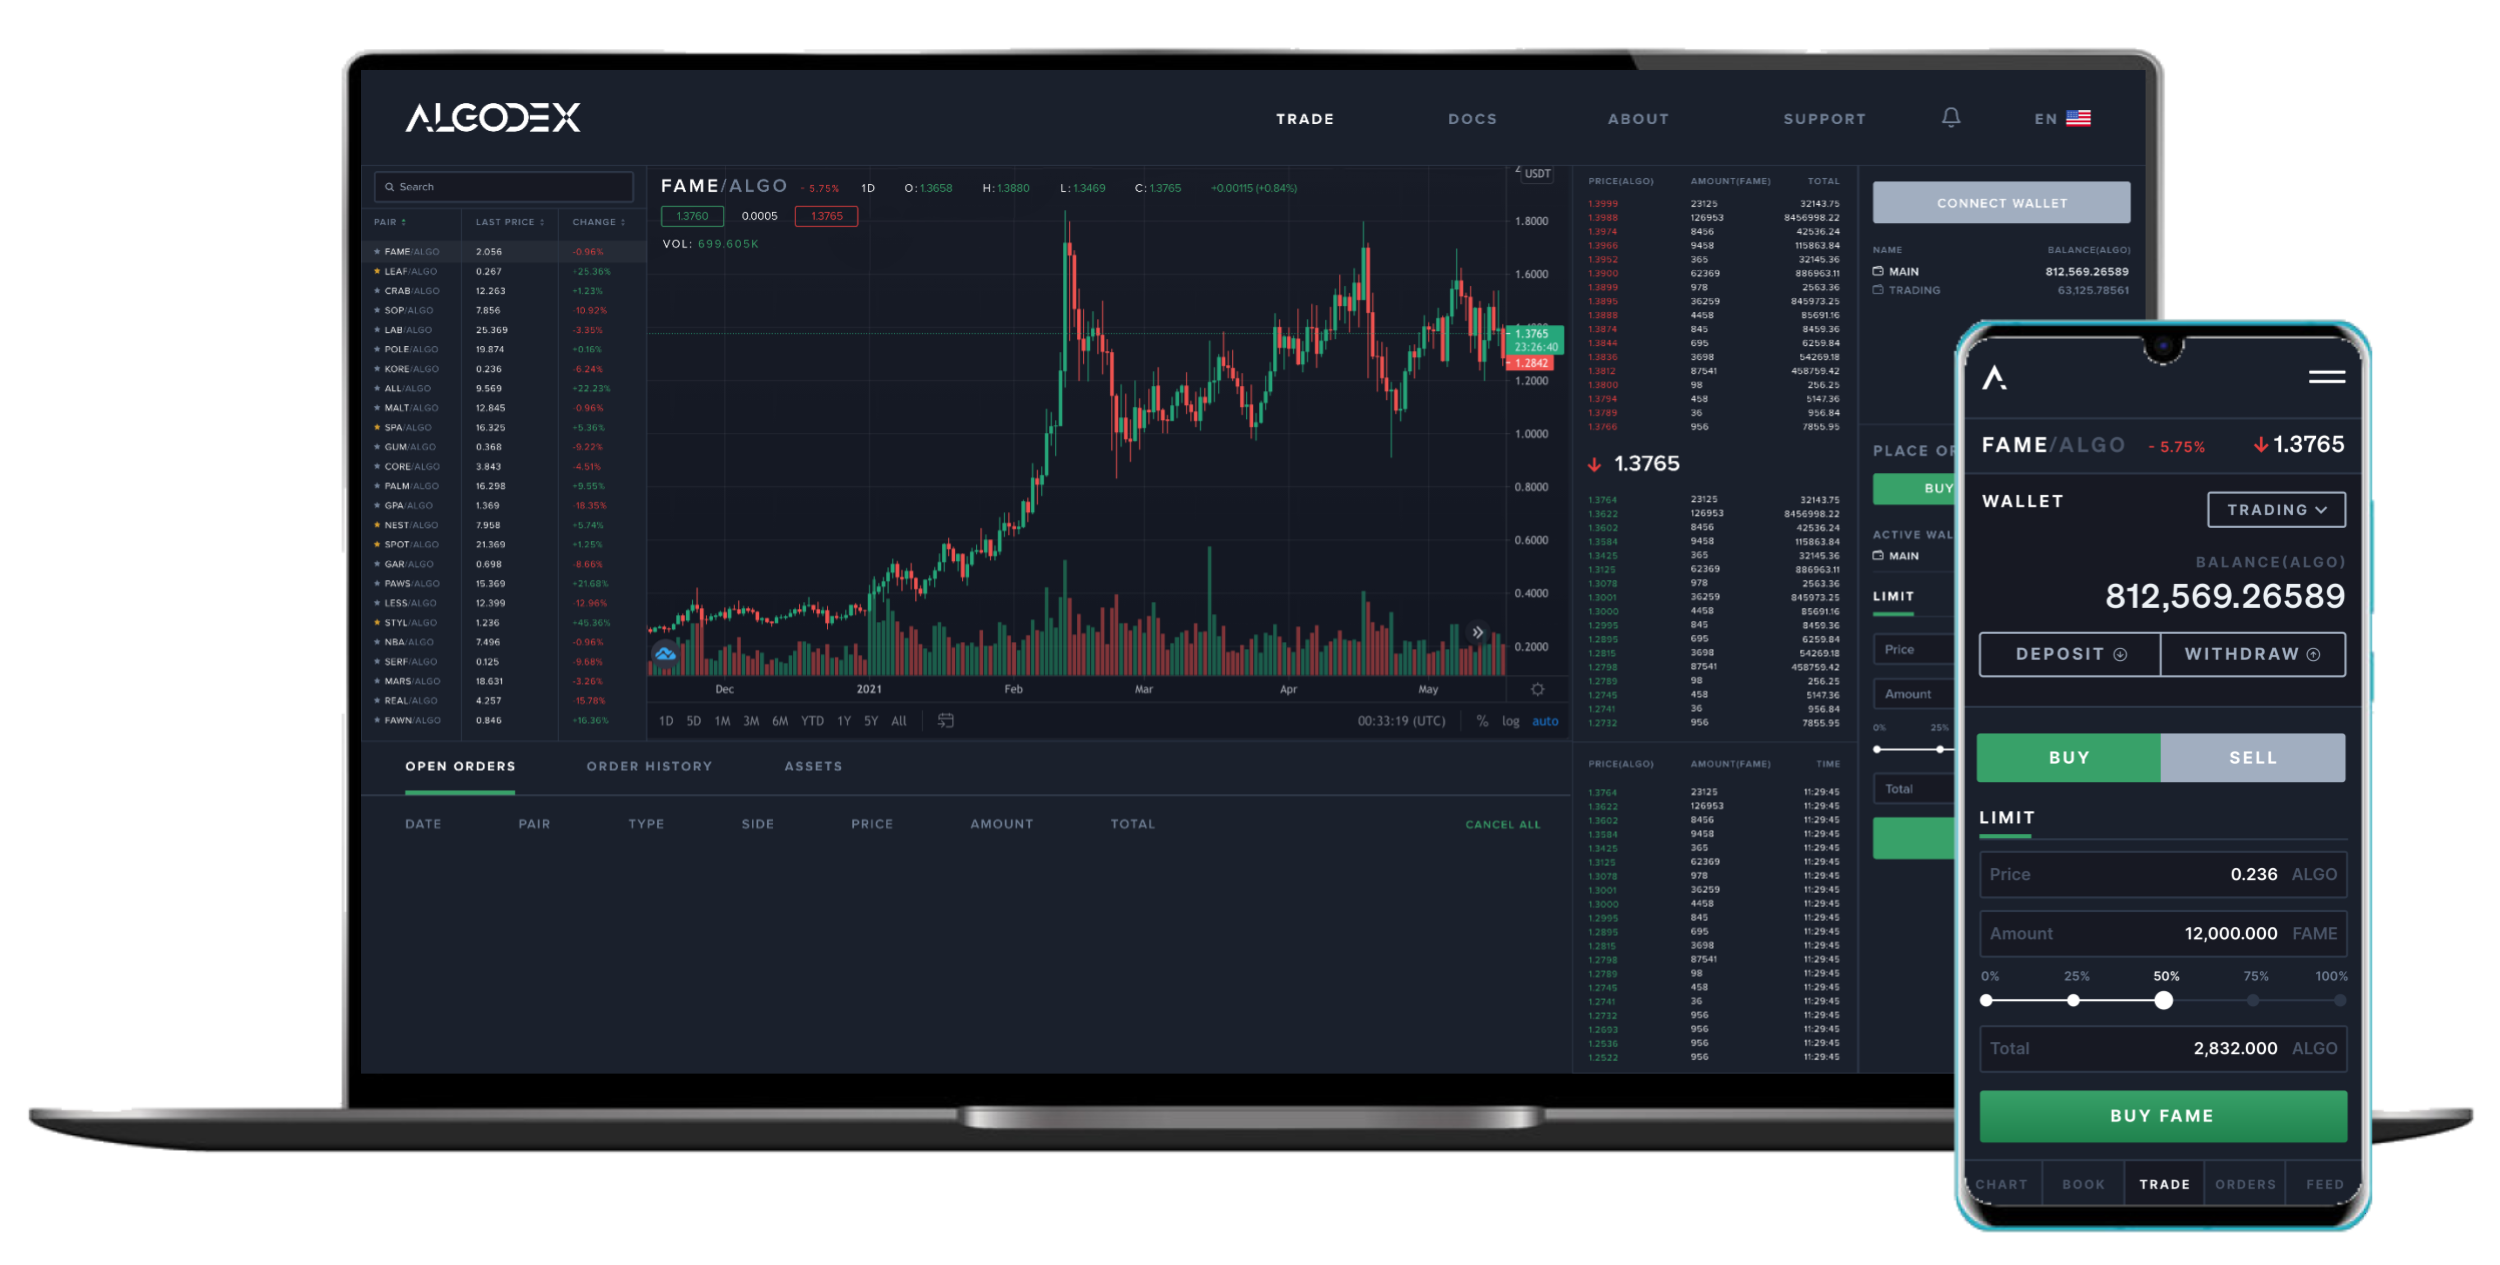 ALGODEX
TRADE DOCS ABOUT SUPPORT EN
Search
PAIR LAST PRICE CHANGE
FAME/ALGO 2.056 -0.96%
LEAF/ALGO 0.267 +25.36%
CRAB/ALGO 12.263 +1.23%
SOP/ALGO 7.856 -10.92%
LAB/ALGO 25.369 -3.35%
POLE/ALGO 19.874 +0.16%
KORE/ALGO 0.236 -6.24%
ALL/ALGO 9.569 +22.23%
MALT/ALGO 12.845 -0.96%
SPA/ALGO 16.325 +5.36%
GUM/ALGO 0.368 -9.22%
CORE/ALGO 3.843 -4.51%
PALM/ALGO 16.298 +9.55%
GPA/ALGO 1.369 -18.35%
NEST/ALGO 7.958 +5.74%
SPOT/ALGO 21.369 +1.25%
GAR/ALGO 0.698 -8.66%
PAWS/ALGO 15.369 +21.68%
LESS/ALGO 12.399 -12.96%
STYL/ALGO 1.236 +45.36%
NBA/ALGO 7.496 -0.96%
SERF/ALGO 0.125 -9.68%
MARS/ALGO 18.631 -3.26%
REAL/ALGO 4.257 -15.78%
FAWN/ALGO 0.846 +16.36%
FAME/ALGO - 5.75% 1D O:1.3658 H:1.3880 L:1.3469 C:1.3765 +0.00115 (+0.84%)
1.3760 0.0005 1.3765
VOL: 699.605K
USDT
1.8000
1.6000
1.3765
23:26:40
1.2842
1.2000
1.0000
0.8000
0.6000
0.4000
0.2000
Dec 2021 Feb Mar Apr May
1D 5D 1M 3M 6M YTD 1Y 5Y All 00:33:19 (UTC) % log auto
OPEN ORDERS ORDER HISTORY ASSETS
DATE PAIR TYPE SIDE PRICE AMOUNT TOTAL CANCEL ALL
PRICE(ALGO) AMOUNT(FAME) TOTAL
1.3999 23125 32143.75
1.3988 126953 8456998.22
1.3974 8456 42536.24
1.3966 9458 115863.84
1.3952 365 32145.36
1.3900 62369 886963.11
1.3899 978 2563.36
1.3895 36259 845973.25
1.3888 4458 85691.16
1.3874 845 8459.36
1.3844 695 6259.84
1.3836 3698 54269.18
1.3812 87541 458759.42
1.3800 98 256.25
1.3794 458 5147.36
1.3789 36 956.84
1.3766 956 7855.95
1.3765
1.3764 23125 32143.75
1.3622 126953 8456998.22
1.3602 8456 42536.24
1.3584 9458 115863.84
1.3425 365 32145.36
1.3125 62369 886963.11
1.3078 978 2563.36
1.3001 36259 845973.25
1.3000 4458 85691.16
1.2995 845 8459.36
1.2895 695 6259.84
1.2815 3698 54269.18
1.2798 87541 458759.42
1.2789 98 256.25
1.2745 458 5147.36
1.2741 36 956.84
1.2732 956 7855.95
PRICE(ALGO) AMOUNT(FAME) TIME
1.3764 23125 11:29:45
1.3622 126953 11:29:45
1.3602 8456 11:29:45
1.3584 9458 11:29:45
1.3425 365 11:29:45
1.3125 62369 11:29:45
1.3078 978 11:29:45
1.3001 36259 11:29:45
1.3000 4458 11:29:45
1.2995 845 11:29:45
1.2895 695 11:29:45
1.2815 3698 11:29:45
1.2798 87541 11:29:45
1.2789 98 11:29:45
1.2745 458 11:29:45
1.2741 36 11:29:45
1.2732 956 11:29:45
1.2693 956 11:29:45
1.2536 956 11:29:45
1.2522 956 11:29:45
CONNECT WALLET
NAME BALANCE(ALGO)
MAIN 812,569.26589
TRADING 63,125.78561
PLACE
BUY
ACTIVE
MAIN
LIMIT
Price
Amount
0% 25%
Total
FAME/ALGO - 5.75% 1.3765
WALLET TRADING
BALANCE(ALGO)
812,569.26589
DEPOSIT WITHDRAW
BUY SELL
LIMIT
Price 0.236 ALGO
Amount 12,000.000 FAME
0% 25% 50% 75% 100%
Total 2,832.000 ALGO
BUY FAME
CHART BOOK TRADE ORDERS FEED